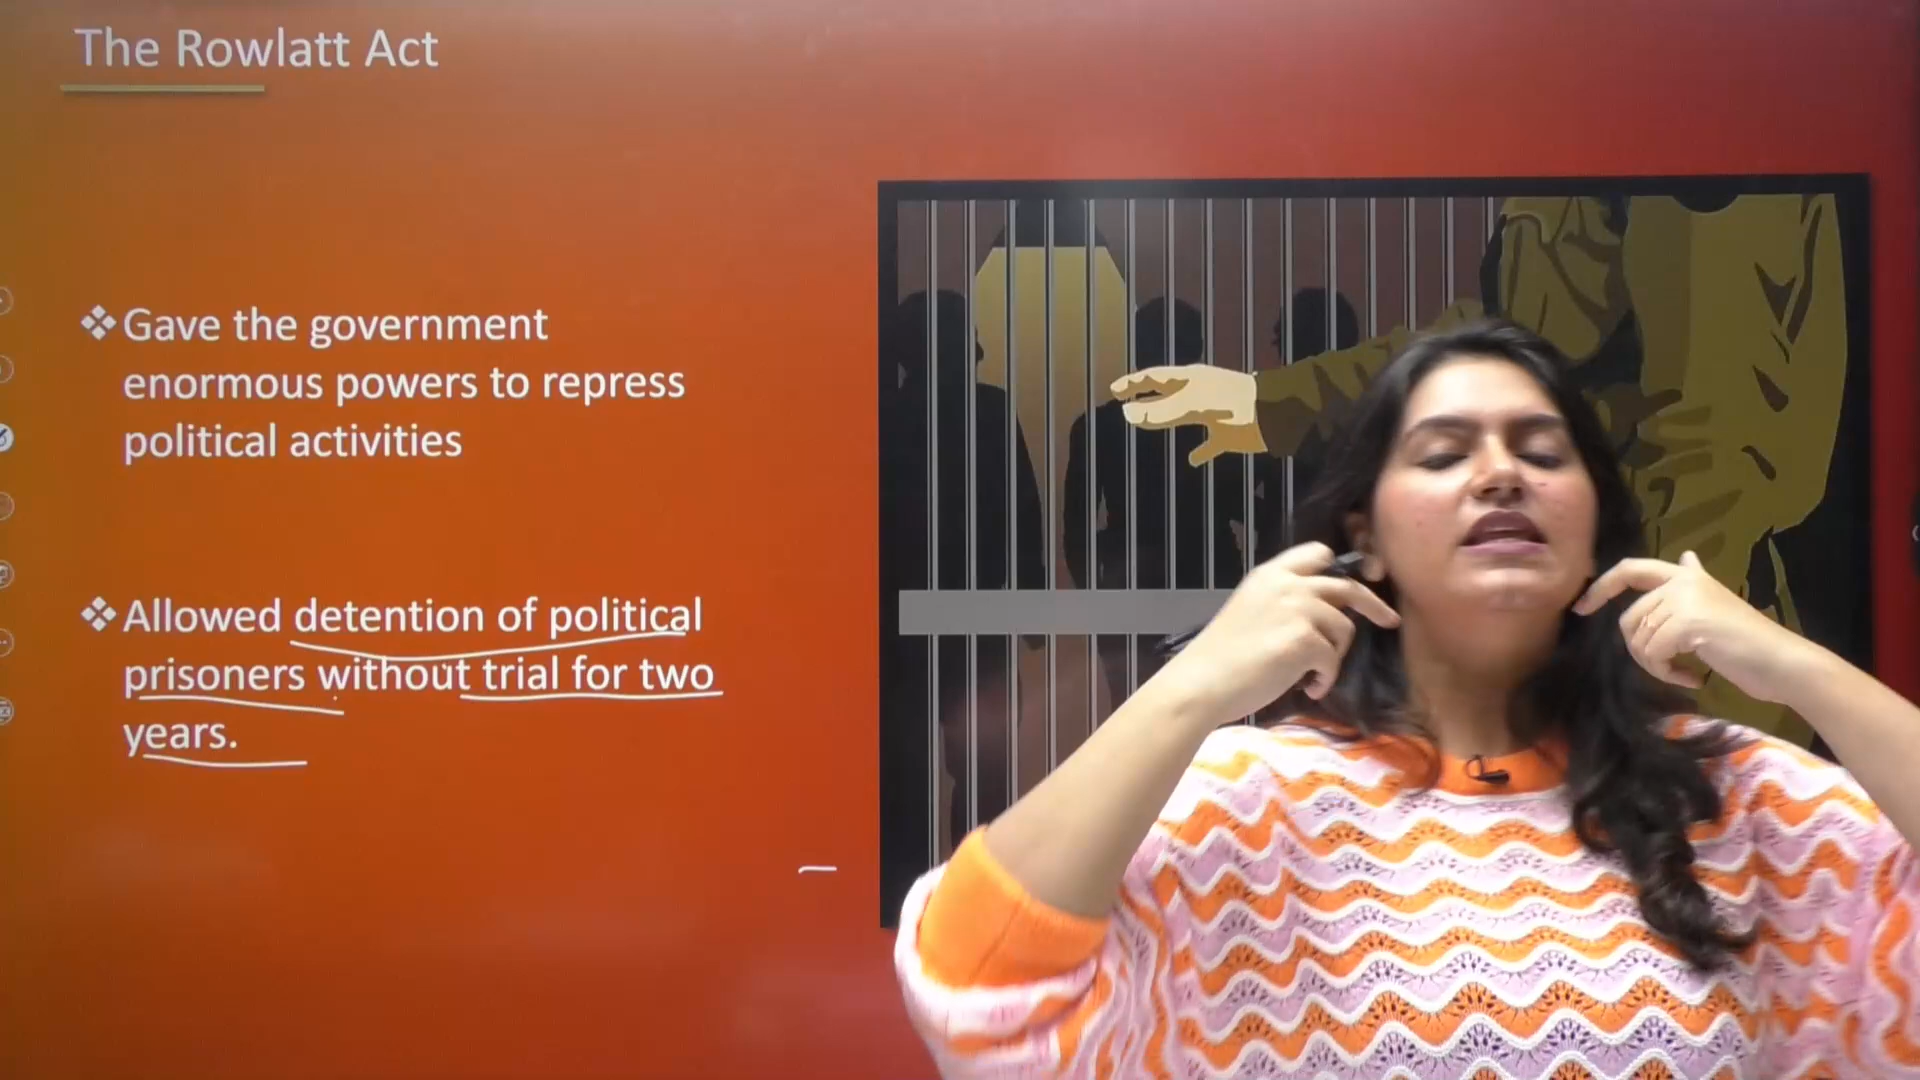 The Rowlatt Act
❖Gave the government
enormous powers to repress
political activities
❖Allowed detention of political
prisoners without trial for two
years.